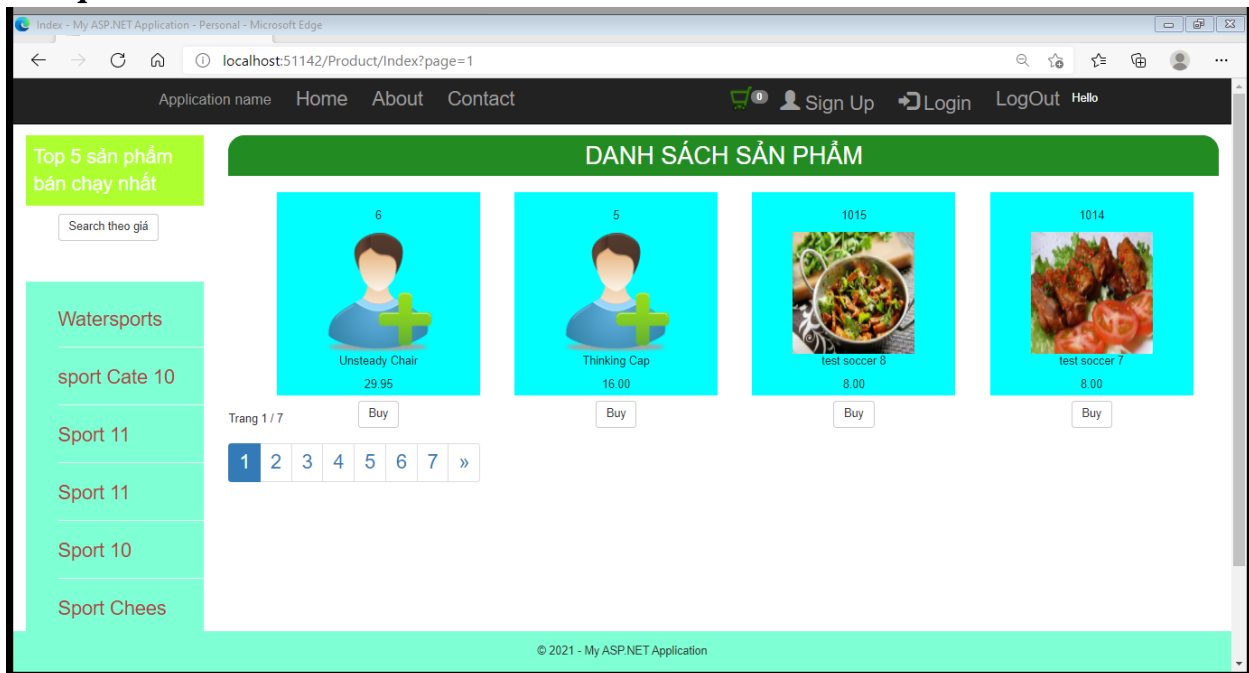 Index - My ASP.NET Application - Personal - Microsoft Edge
localhost:51142/Product/Index?page=1
Application name Home About Contact 0 Sign Up Login LogOut Hello
Top 5 sản phẩm
bán chạy nhất
Search theo giá
Watersports
sport Cate 10
Sport 11
Sport 11
Sport 10
Sport Chees
DANH SÁCH SẢN PHẨM
6 5 1015 1014
Unsteady Chair Thinking Cap test soccer 8 test soccer 7
29.95 16.00 8.00 8.00
Buy Buy Buy Buy
Trang 1 / 7
1 2 3 4 5 6 7 »
© 2021 - My ASP.NET Application